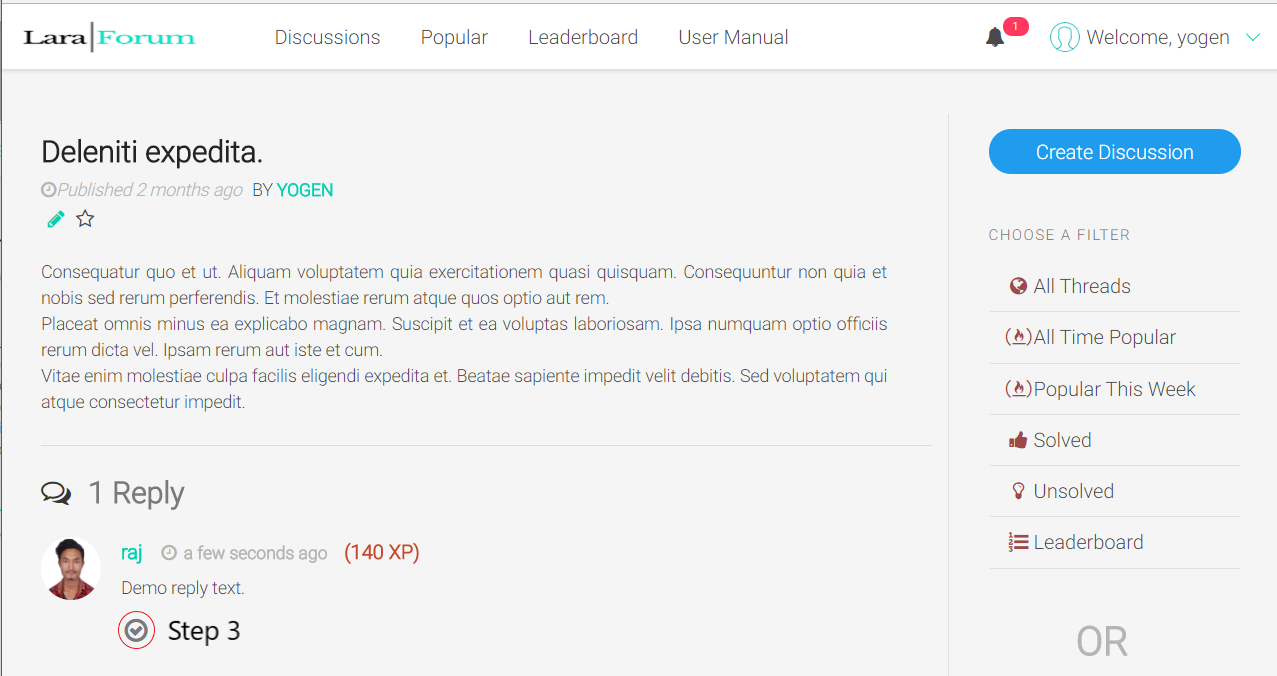 Lara|Forum
Discussions
Popular
Leaderboard
User Manual
1
Welcome, yogen
Deleniti expedita.
Published 2 months ago BY YOGEN
Consequatur quo et ut. Aliquam voluptatem quia exercitationem quasi quisquam. Consequuntur non quia et
nobis sed rerum perferendis. Et molestiae rerum atque quos optio aut rem.
Placeat omnis minus ea explicabo magnam. Suscipit et ea voluptas laboriosam. Ipsa numquam optio officiis
rerum dicta vel. Ipsam rerum aut iste et cum.
Vitae enim molestiae culpa facilis eligendi expedita et. Beatae sapiente impedit velit debitis. Sed voluptatem qui
atque consectetur impedit.
1 Reply
raj a few seconds ago (140 XP)
Demo reply text.
Step 3
Create Discussion
CHOOSE A FILTER
All Threads
All Time Popular
Popular This Week
Solved
Unsolved
Leaderboard
OR